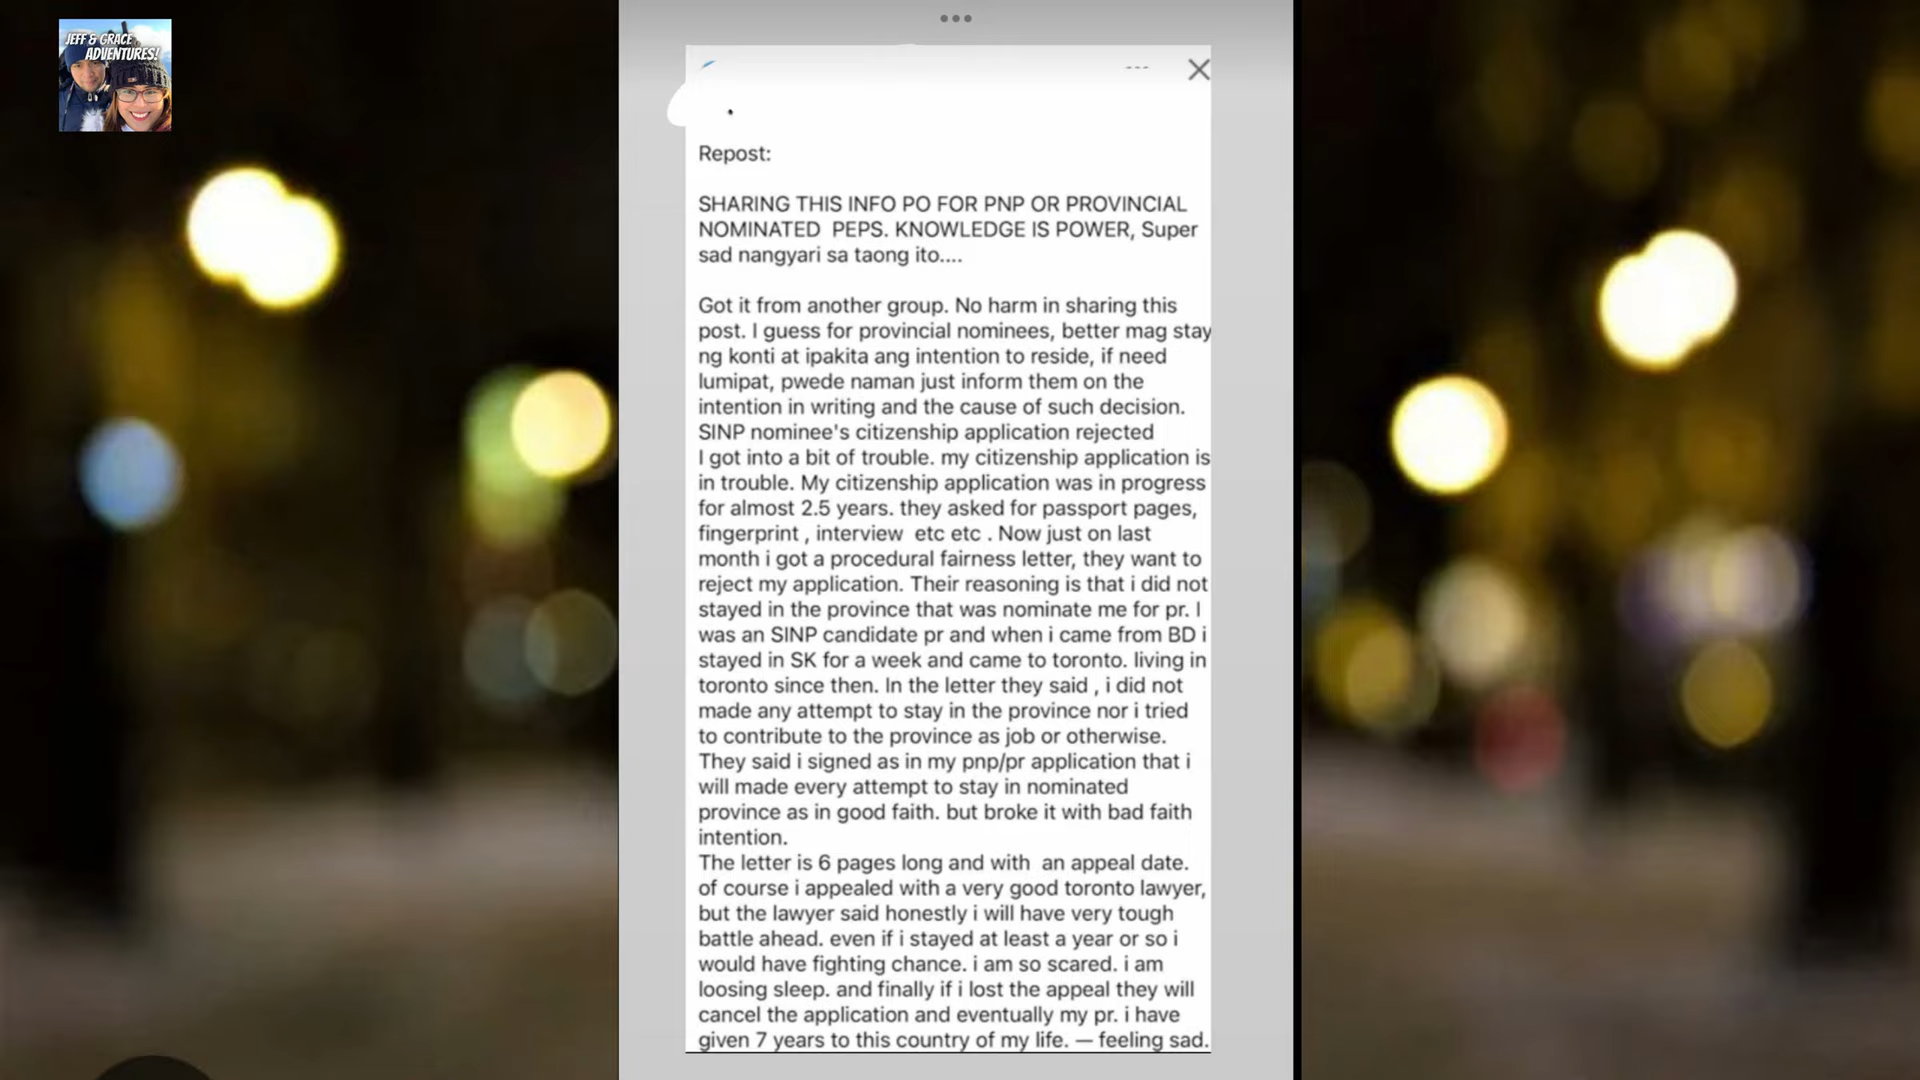 JEFF & GRACE
ADVENTURES!
Repost:
SHARING THIS INFO PO FOR PNP OR PROVINCIAL
NOMINATED  PEPS. KNOWLEDGE IS POWER, Super
sad nangyari sa taong ito....
Got it from another group. No harm in sharing this
post. I guess for provincial nominees, better mag stay
ng konti at ipakita ang intention to reside, if need
lumipat, pwede naman just inform them on the
intention in writing and the cause of such decision.
SINP nominee's citizenship application rejected
I got into a bit of trouble. my citizenship application is
in trouble. My citizenship application was in progress
for almost 2.5 years. they asked for passport pages,
fingerprint , interview  etc etc . Now just on last
month i got a procedural fairness letter, they want to
reject my application. Their reasoning is that i did not
stayed in the province that was nominate me for pr. I
was an SINP candidate pr and when i came from BD i
stayed in SK for a week and came to toronto. living in
toronto since then. In the letter they said , i did not
made any attempt to stay in the province nor i tried
to contribute to the province as job or otherwise.
They said i signed as in my pnp/pr application that i
will made every attempt to stay in nominated
province as in good faith. but broke it with bad faith
intention.
The letter is 6 pages long and with  an appeal date.
of course i appealed with a very good toronto lawyer,
but the lawyer said honestly i will have very tough
battle ahead. even if i stayed at least a year or so i
would have fighting chance. i am so scared. i am
loosing sleep. and finally if i lost the appeal they will
cancel the application and eventually my pr. i have
given 7 years to this country of my life. — feeling sad.